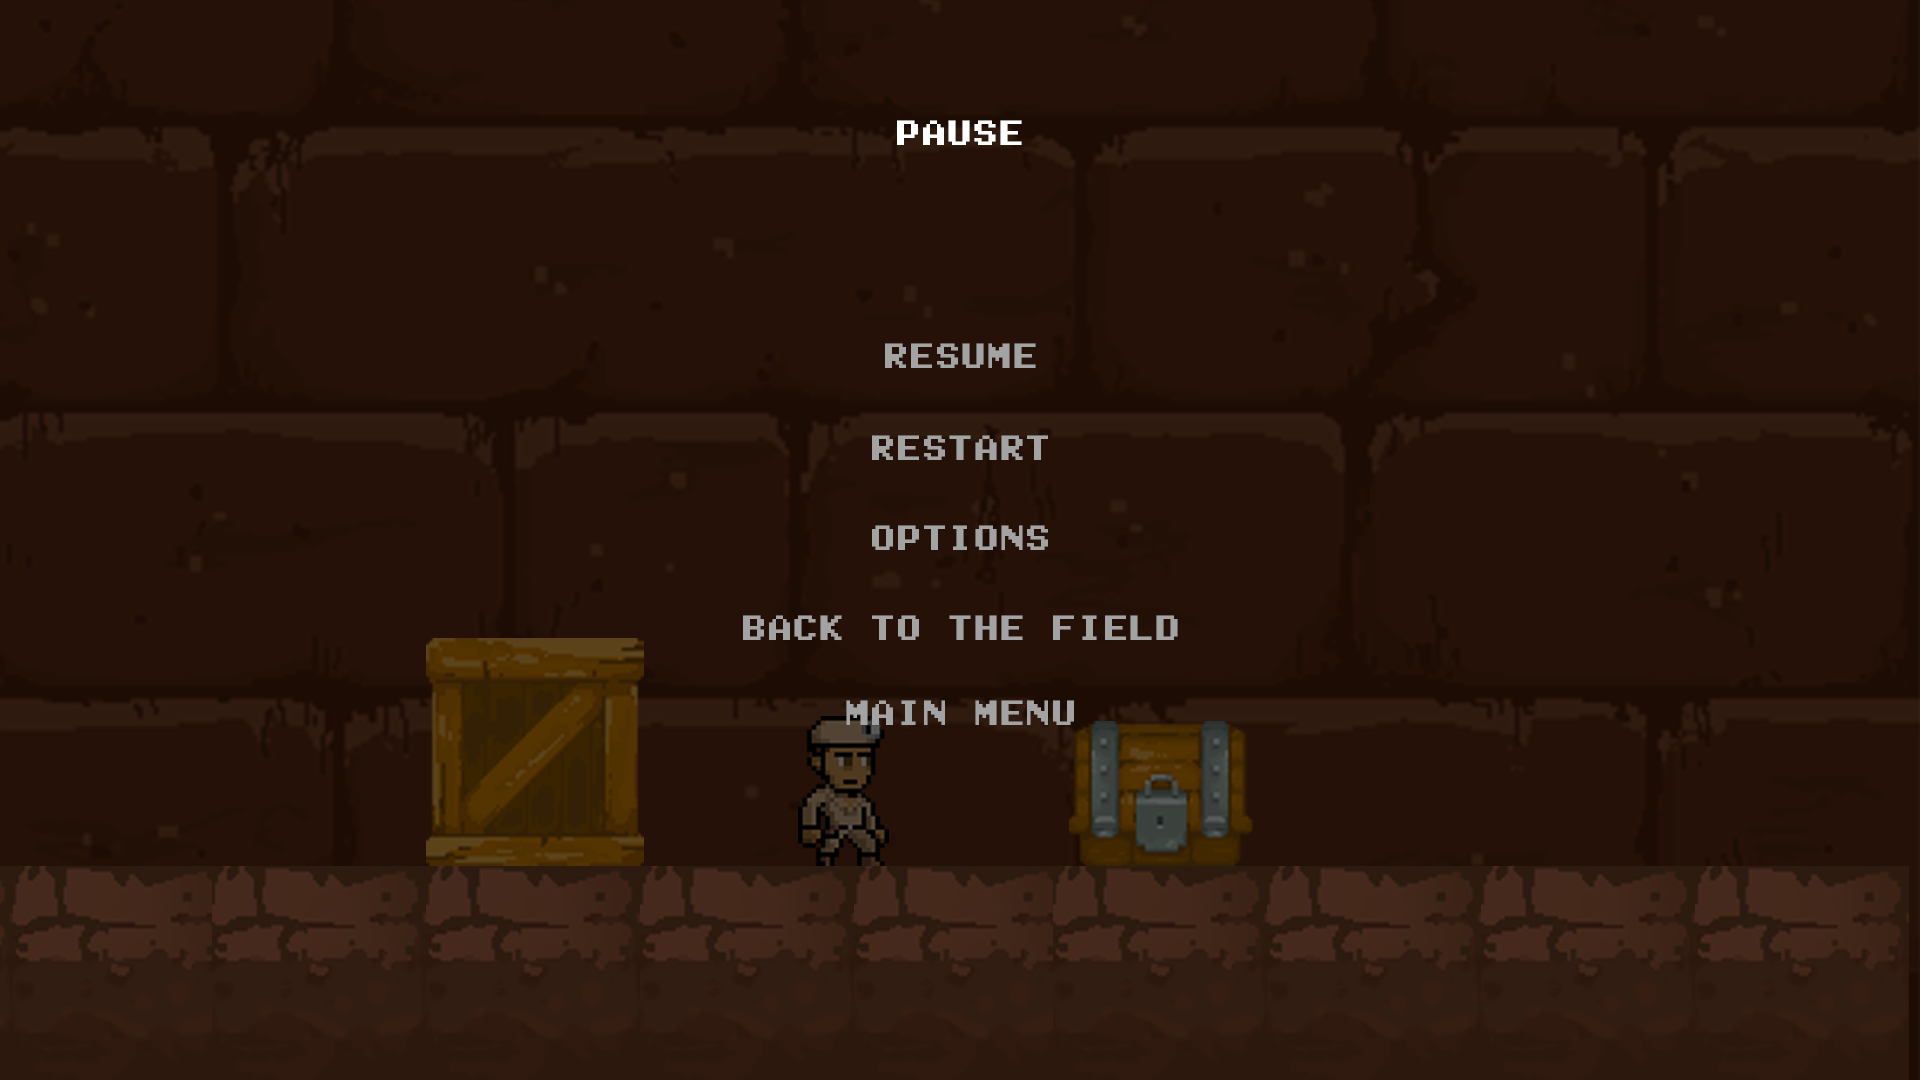 PAUSE
RESUME
RESTART
OPTIONS
BACK TO THE FIELD
MAIN MENU